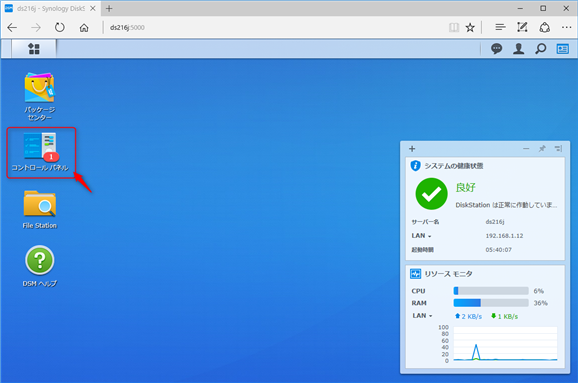 ds216j - Synology DiskS
ds216j:5000
パッケージ
センター
1
コントロール パネル
File Station
DSM ヘルプ
システムの健康状態
良好
DiskStation は正常に作動していま...
サーバー名 ds216j
LAN 192.168.1.12
起動時間 05:40:07
リソース モニタ
CPU 6%
RAM 36%
LAN 2 KB/s 1 KB/s
100
80
60
40
20
0